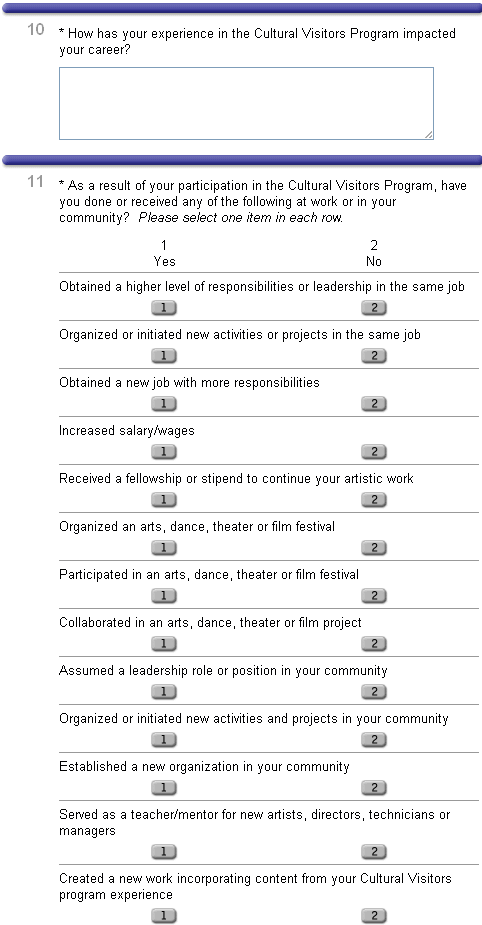 10 * How has your experience in the Cultural Visitors Program impacted
your career?
11 * As a result of your participation in the Cultural Visitors Program, have
you done or received any of the following at work or in your
community? Please select one item in each row.
1 2
Yes No
Obtained a higher level of responsibilities or leadership in the same job
1 2
Organized or initiated new activities or projects in the same job
1 2
Obtained a new job with more responsibilities
1 2
Increased salary/wages
1 2
Received a fellowship or stipend to continue your artistic work
1 2
Organized an arts, dance, theater or film festival
1 2
Participated in an arts, dance, theater or film festival
1 2
Collaborated in an arts, dance, theater or film project
1 2
Assumed a leadership role or position in your community
1 2
Organized or initiated new activities and projects in your community
1 2
Established a new organization in your community
1 2
Served as a teacher/mentor for new artists, directors, technicians or
managers
1 2
Created a new work incorporating content from your Cultural Visitors
program experience
1 2